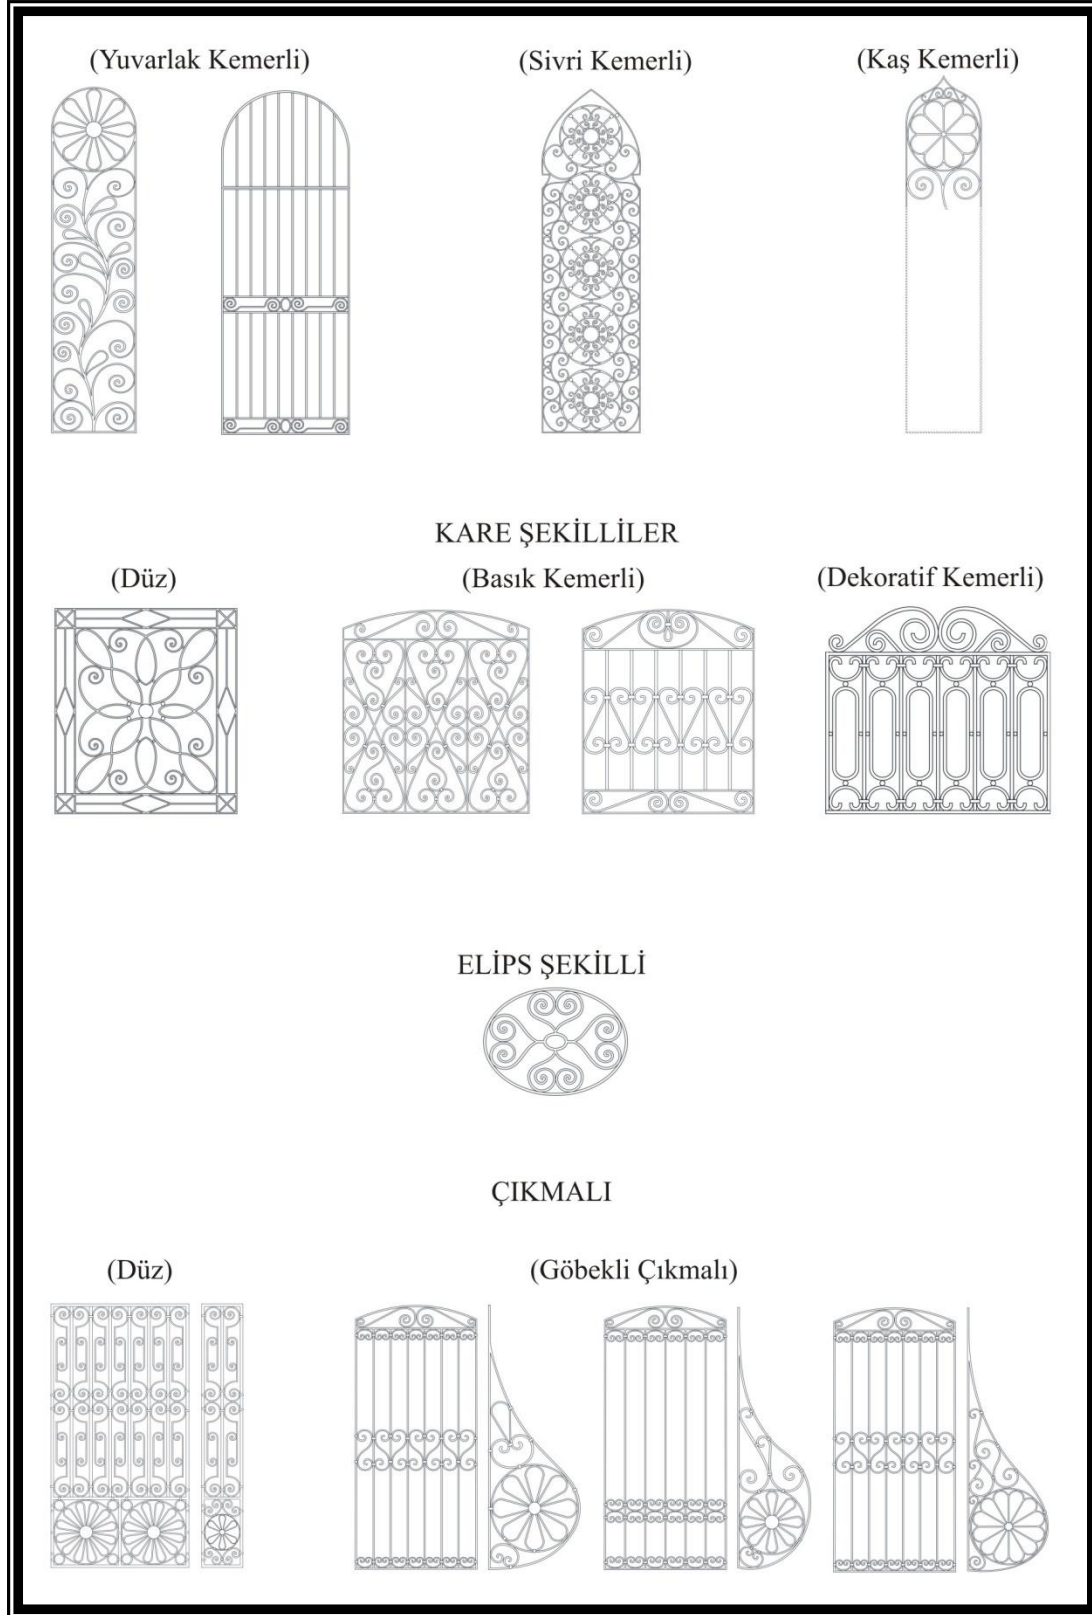 (Yuvarlak Kemerli) (Sivri Kemerli) (Kaş Kemerli)
KARE ŞEKİLLİLER
(Düz) (Basık Kemerli) (Dekoratif Kemerli)
ELİPS ŞEKİLLİ
ÇIKMALI
(Düz) (Göbekli Çıkmalı)